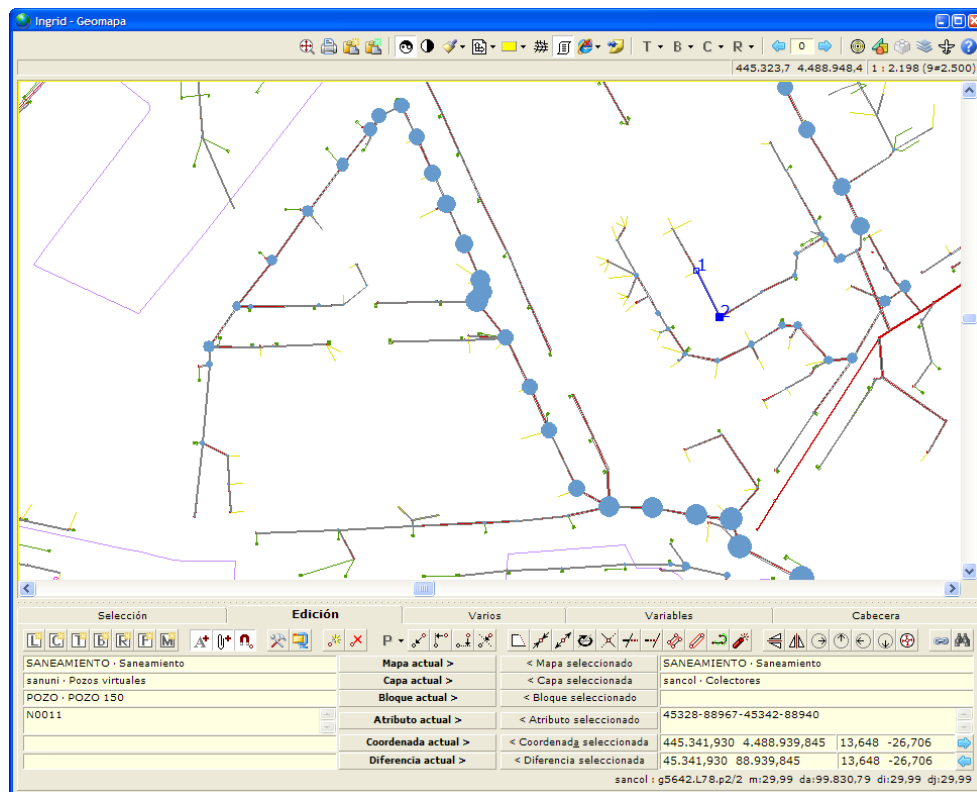 Ingrid - Geomapa
T B C R 0
445.323,7 4.488.948,4 1 : 2.198 (9≠2.500)
1
2
Selección Edición Varios Variables Cabecera
L C T B R F M A P
SANEAMIENTO · Saneamiento Mapa actual > < Mapa seleccionado SANEAMIENTO · Saneamiento
sanuni · Pozos virtuales Capa actual > < Capa seleccionada sancol · Colectores
POZO · POZO 150 Bloque actual > < Bloque seleccionado
N0011 Atributo actual > < Atributo seleccionado 45328-88967-45342-88940
Coordenada actual > < Coordenada seleccionada 445.341,930 4.488.939,845 13,648 -26,706
Diferencia actual > < Diferencia seleccionada 45.341,930 88.939,845 13,648 -26,706
sancol : g5642.L78.p2/2 m:29,99 da:99.830,79 di:29,99 dj:29,99